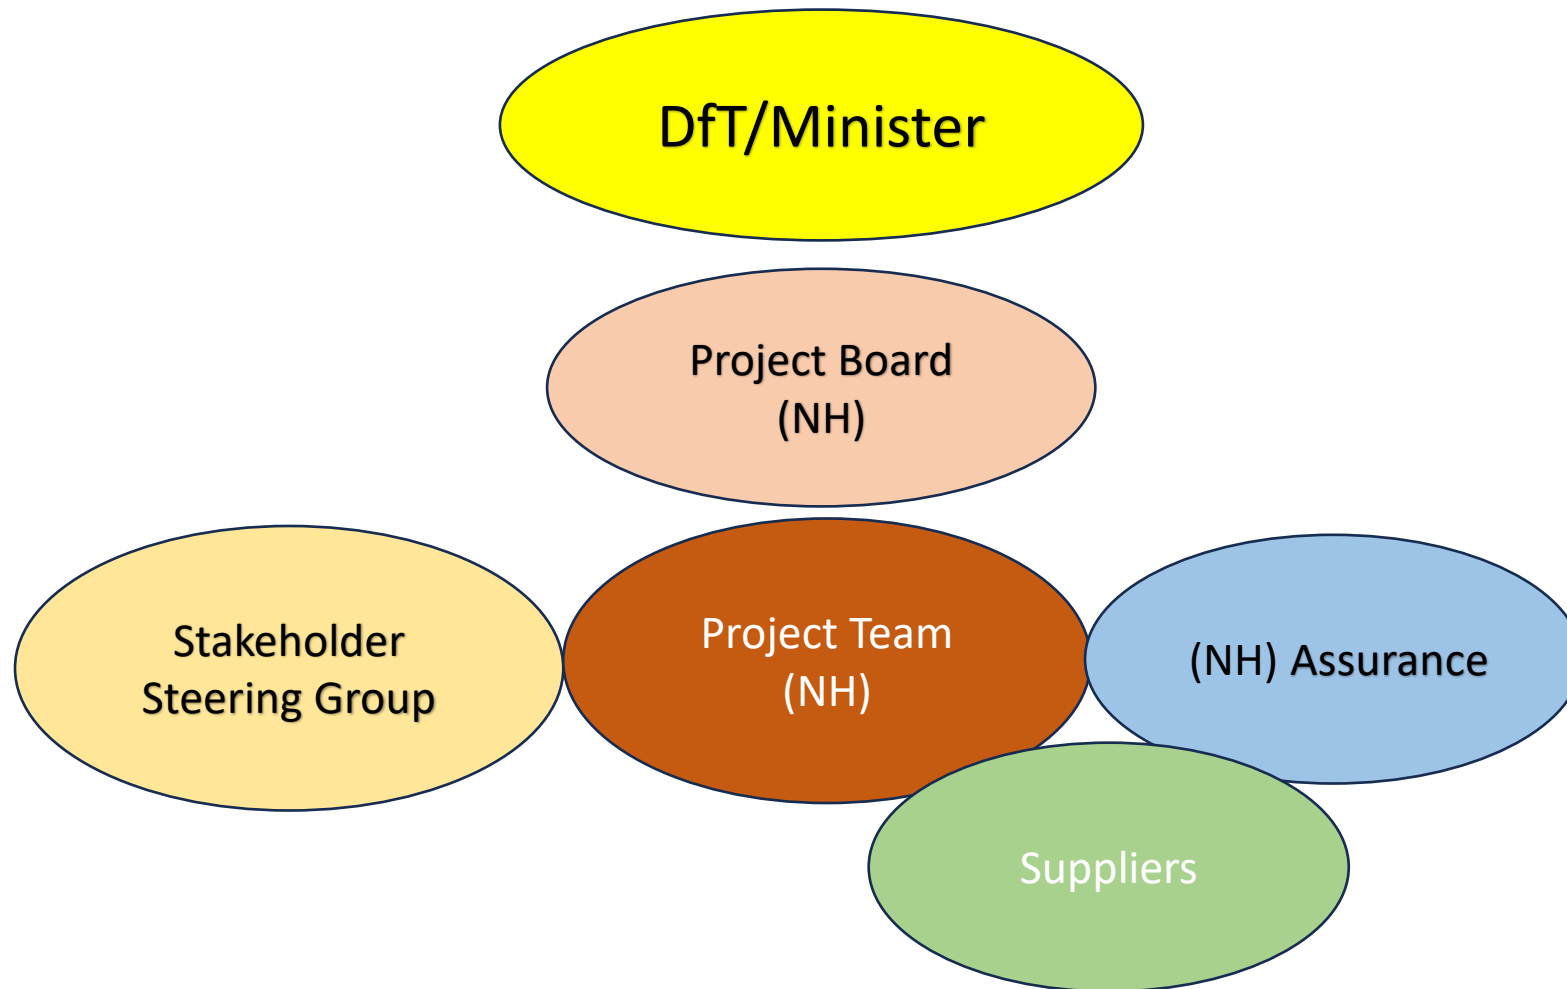 DfT/Minister
Project Board
(NH)
Stakeholder
Steering Group
Project Team
(NH)
(NH) Assurance
Suppliers